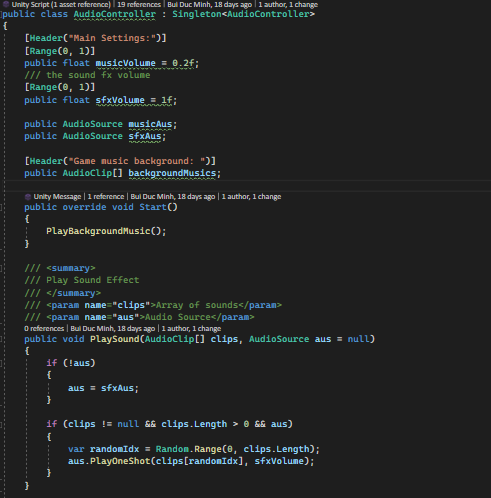 Unity Script (1 asset reference) | 19 references | Bui Duc Minh, 18 days ago | 1 author, 1 change
public class AudioController : Singleton<AudioController>
{
[Header("Main Settings:")]
[Range(0, 1)]
public float musicVolume = 0.2f;
/// the sound fx volume
[Range(0, 1)]
public float sfxVolume = 1f;
public AudioSource musicAus;
public AudioSource sfxAus;
[Header("Game music background: ")]
public AudioClip[] backgroundMusics;
Unity Message | 1 reference | Bui Duc Minh, 18 days ago | 1 author, 1 change
public override void Start()
{
PlayBackgroundMusic();
}
/// <summary>
/// Play Sound Effect
/// </summary>
/// <param name="clips">Array of sounds</param>
/// <param name="aus">Audio Source</param>
0 references | Bui Duc Minh, 18 days ago | 1 author, 1 change
public void PlaySound(AudioClip[] clips, AudioSource aus = null)
{
if (!aus)
{
aus = sfxAus;
}
if (clips != null && clips.Length > 0 && aus)
{
var randomIdx = Random.Range(0, clips.Length);
aus.PlayOneShot(clips[randomIdx], sfxVolume);
}
}